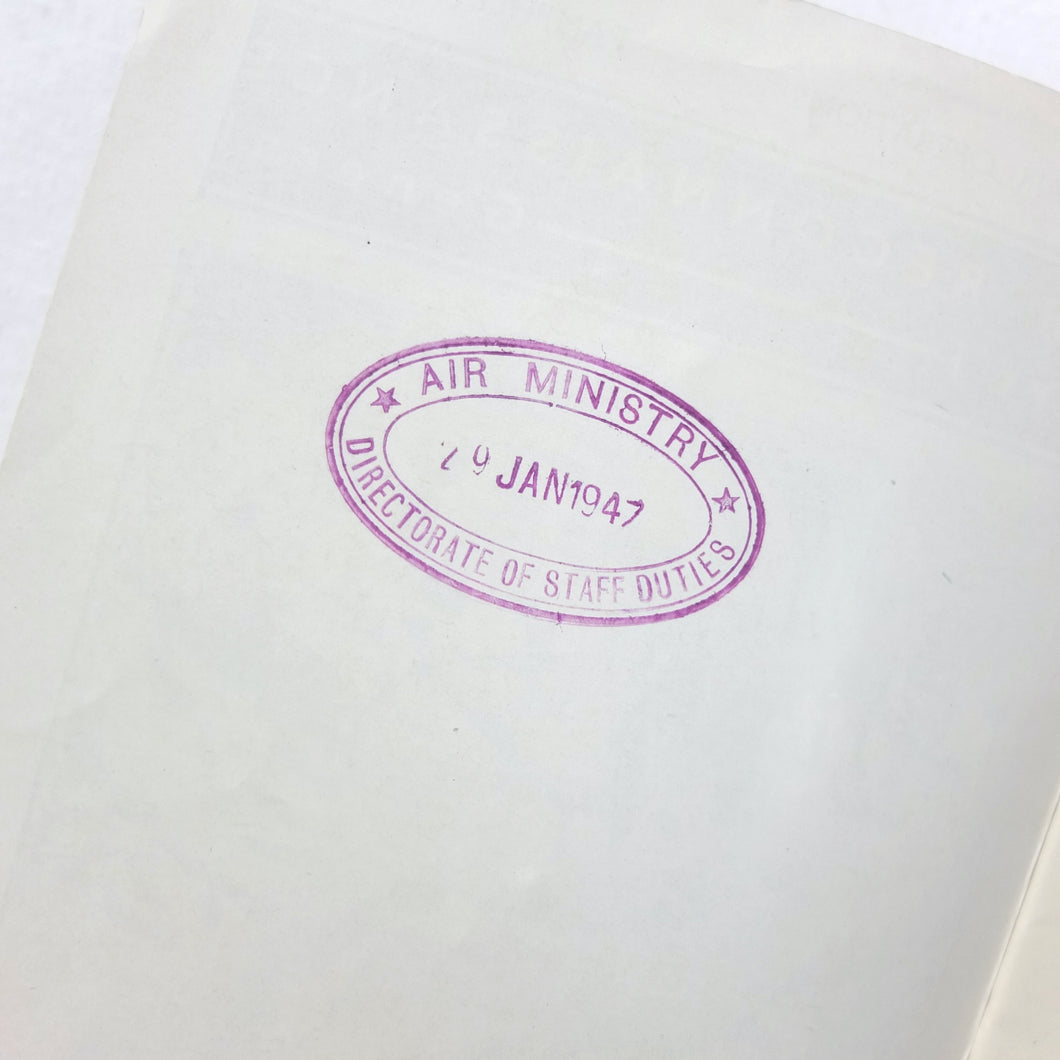 ★ AIR MINISTRY ★
29 JAN 1947
DIRECTORATE OF STAFF DUTIES